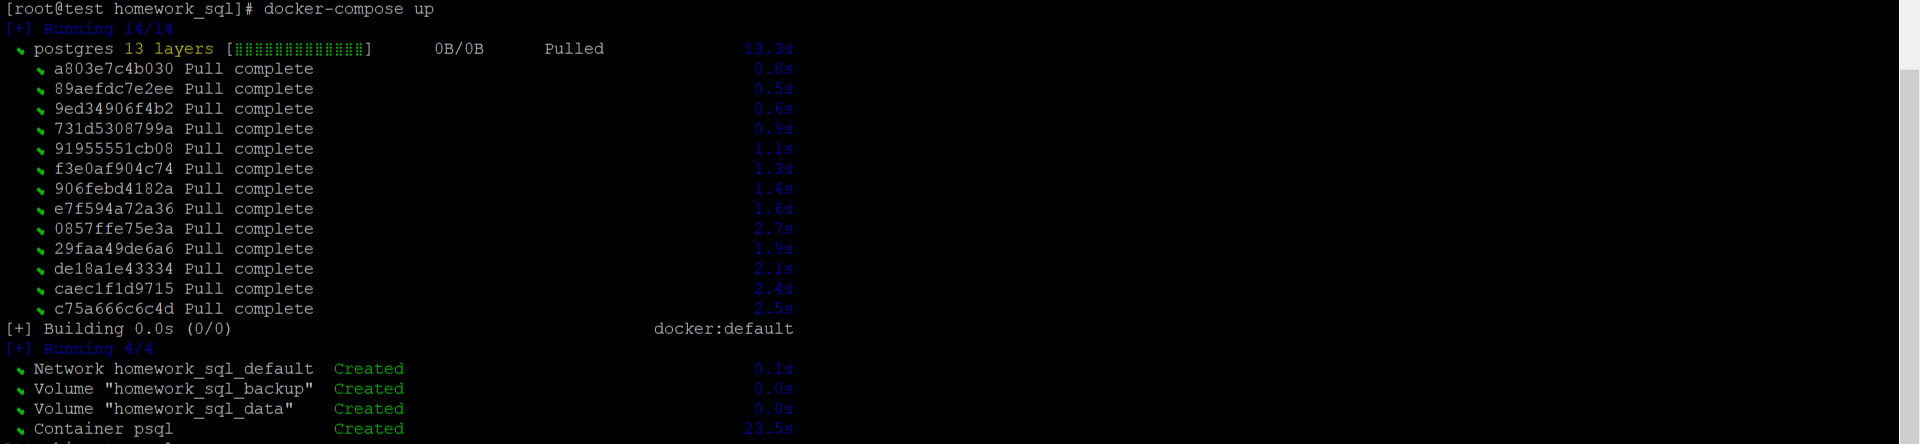 [root@test homework_sql]# docker-compose up
[+] Running 14/14
postgres 13 layers [⣿⣿⣿⣿⣿⣿⣿⣿⣿⣿⣿⣿⣿] 0B/0B Pulled 13.3s
a803e7c4b030 Pull complete 0.8s
89aefdc7e2ee Pull complete 0.5s
9ed34906f4b2 Pull complete 0.6s
731d5308799a Pull complete 0.9s
91955551cb08 Pull complete 1.1s
f3e0af904c74 Pull complete 1.3s
906febd4182a Pull complete 1.4s
e7f594a72a36 Pull complete 1.6s
0857ffe75e3a Pull complete 2.7s
29faa49de6a6 Pull complete 1.9s
de18a1e43334 Pull complete 2.1s
caec1f1d9715 Pull complete 2.4s
c75a666c6c4d Pull complete 2.5s
[+] Building 0.0s (0/0) docker:default
[+] Running 4/4
Network homework_sql_default Created 0.1s
Volume "homework_sql_backup" Created 0.0s
Volume "homework_sql_data" Created 0.0s
Container psql Created 23.5s